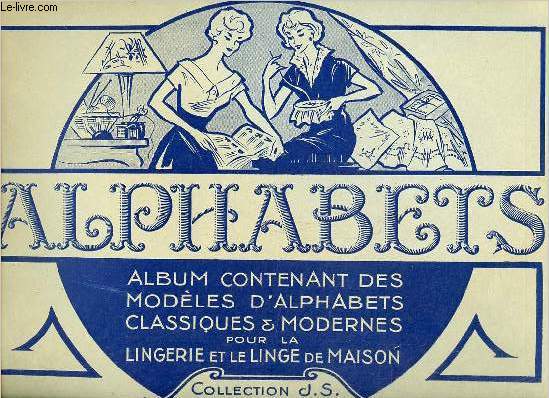 Le-livre.com
ALPHABETS
ALBUM CONTENANT DES
MODÈLES D'ALPHABETS
CLASSIQUES & MODERNES
POUR LA
LINGERIE ET LE LINGE DE MAISON
COLLECTION J.S.